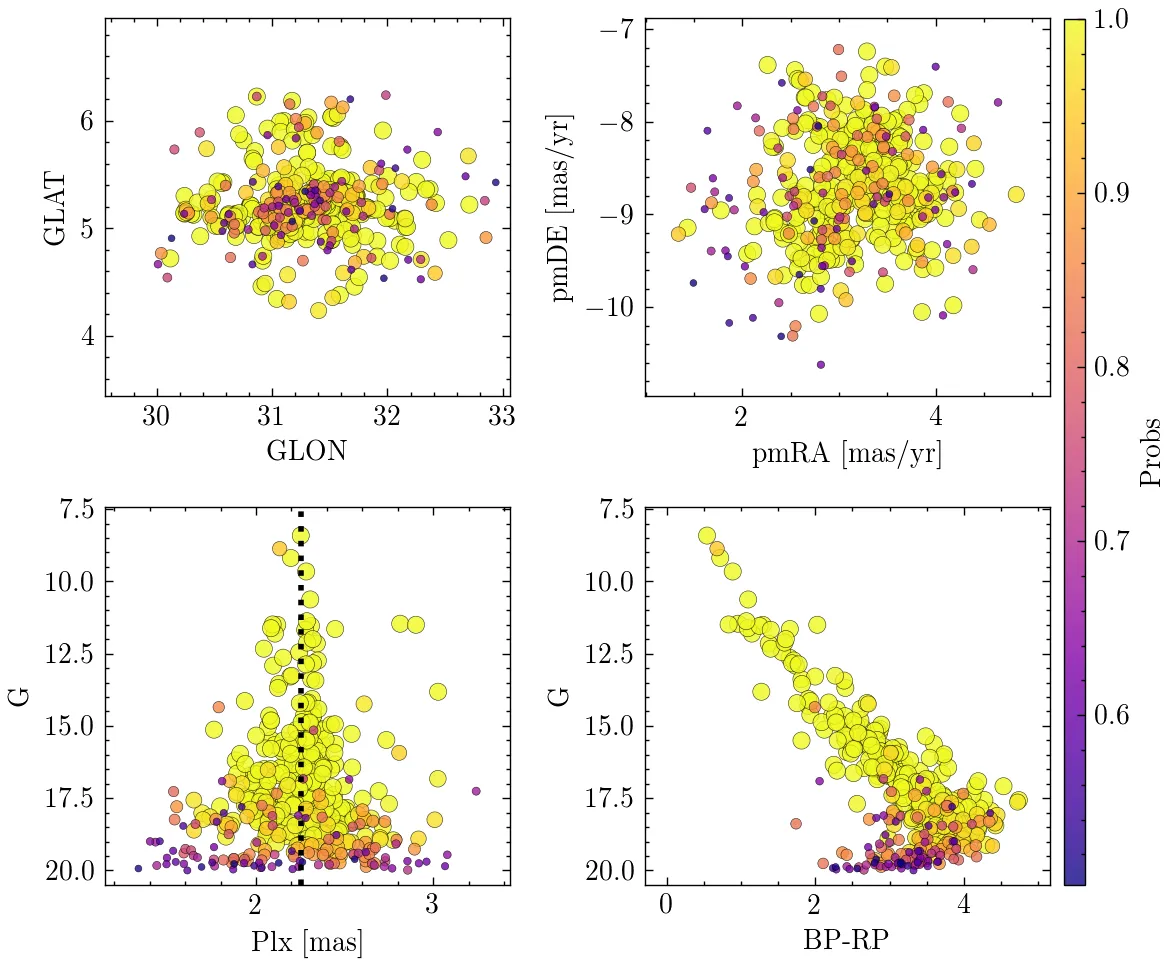 GLAT
6
5
4
30 31 32 33
GLON
pmDE [mas/yr]
−7
−8
−9
−10
2 4
pmRA [mas/yr]
G
7.5
10.0
12.5
15.0
17.5
20.0
2 3
Plx [mas]
G
7.5
10.0
12.5
15.0
17.5
20.0
0 2 4
BP-RP
1.0
0.9
0.8
0.7
0.6
Probs